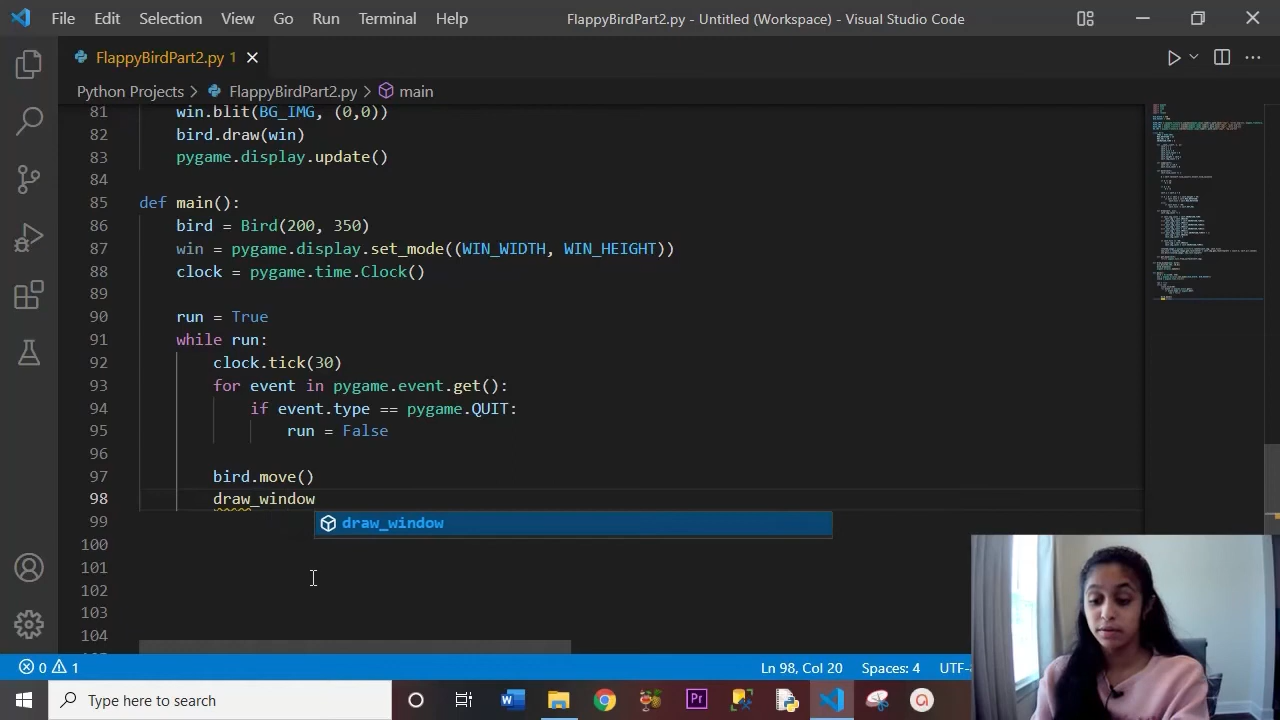 File Edit Selection View Go Run Terminal Help FlappyBirdPart2.py - Untitled (Workspace) - Visual Studio Code
FlappyBirdPart2.py 1
Python Projects > FlappyBirdPart2.py > main
81 win.blit(BG_IMG, (0,0))
82 bird.draw(win)
83 pygame.display.update()
84
85 def main():
86 bird = Bird(200, 350)
87 win = pygame.display.set_mode((WIN_WIDTH, WIN_HEIGHT))
88 clock = pygame.time.Clock()
89
90 run = True
91 while run:
92 clock.tick(30)
93 for event in pygame.event.get():
94 if event.type == pygame.QUIT:
95 run = False
96
97 bird.move()
98 draw_window
99 draw_window
100
101
102
103
104
0 1 Ln 98, Col 20 Spaces: 4 UTF-
Type here to search